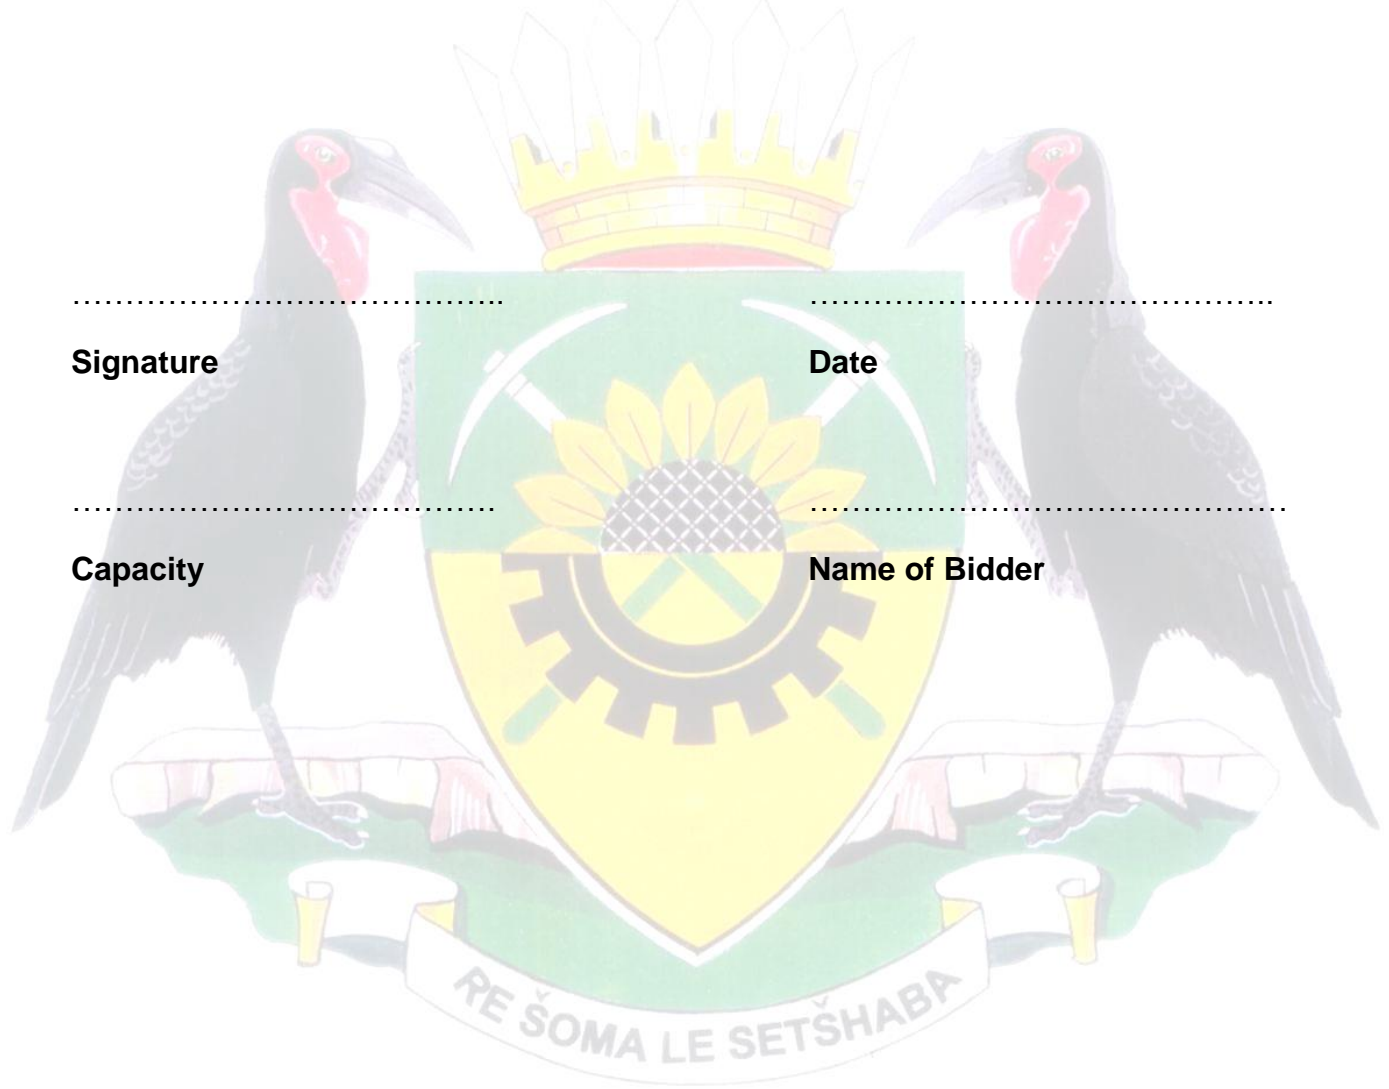 …………………………………….. ……………………………………….
Signature Date
…………………………………… …………………………………………
Capacity Name of Bidder
RE ŠOMA LE SETŠHABA